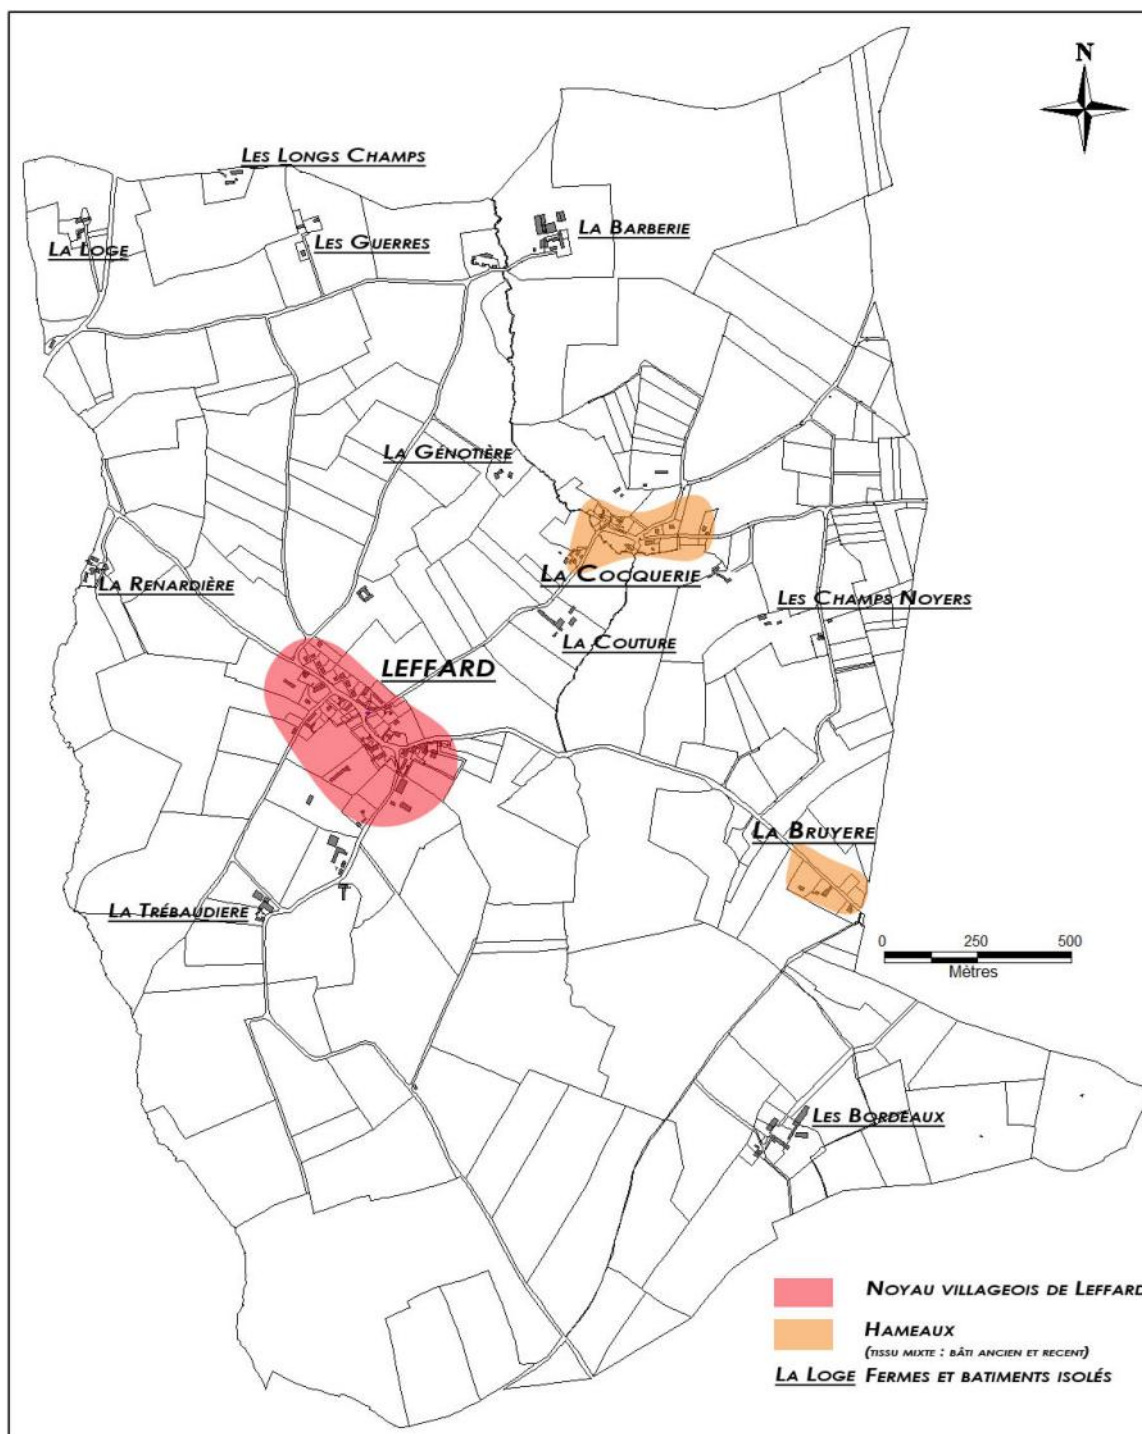 N
LES LONGS CHAMPS
LA LOGE
LES GUERRES
LA BARBERIE
LA GÉNOTIÈRE
LA RENARDIÈRE
LA COCQUERIE
LES CHAMPS NOYERS
LA COUTURE
LEFFARD
LA BRUYERE
LA TRÉBAUDIERE
0 250 500
Mètres
LES BORDEAUX
NOYAU VILLAGEOIS DE LEFFARD
HAMEAUX
(TISSU MIXTE : BÂTI ANCIEN ET RECENT)
LA LOGE FERMES ET BATIMENTS ISOLÉS